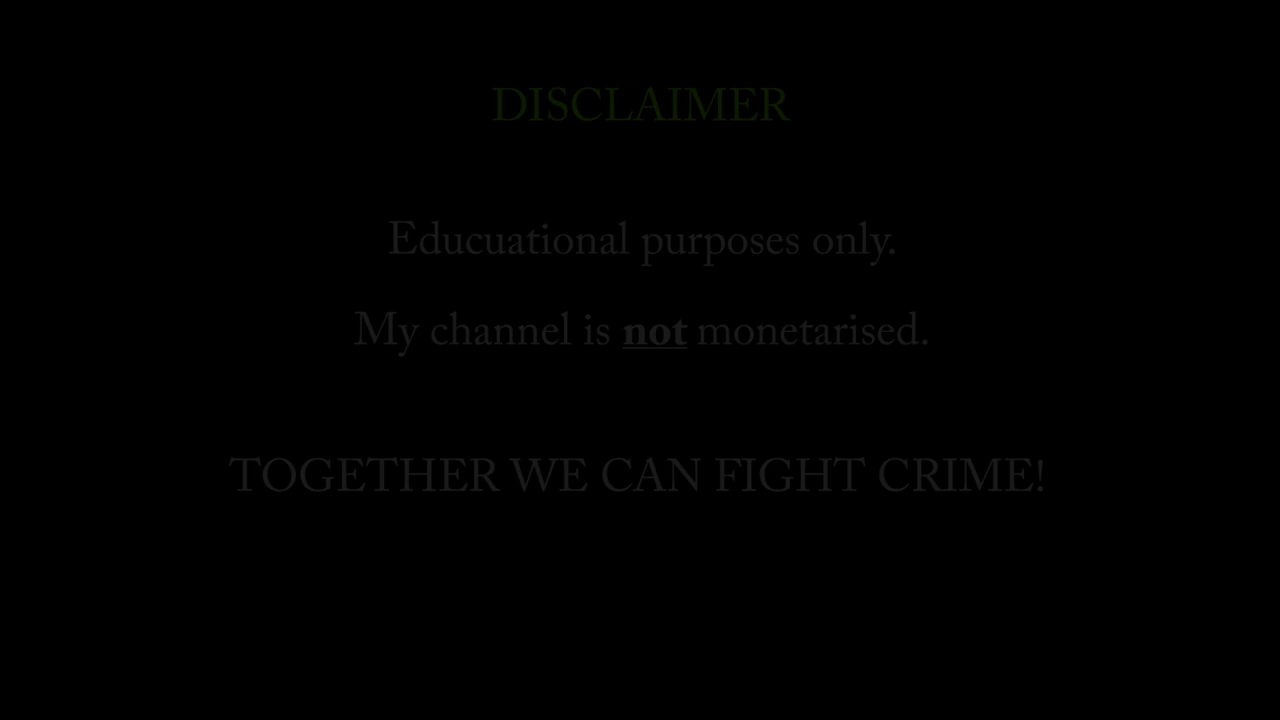 DISCLAIMER
Educuational purposes only.
My channel is not monetarised.
TOGETHER WE CAN FIGHT CRIME!